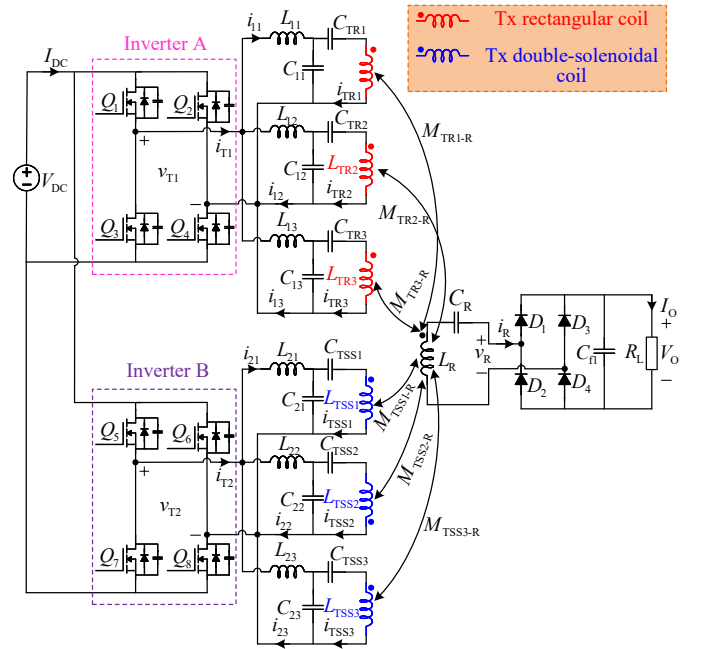 Tx rectangular coil
Tx double-solenoidal
coil
Inverter A
I_DC
V_DC
Q_1
Q_2
Q_3
Q_4
+
v_T1
−
i_T1
i_11
L_11
C_TR1
C_11
i_TR1
L_12
C_TR2
C_12
L_TR2
i_12
i_TR2
L_13
C_TR3
C_13
L_TR3
i_13
i_TR3
M_TR1-R
M_TR2-R
M_TR3-R
C_R
i_R
+
v_R
−
L_R
D_1
D_3
D_2
D_4
C_f1
R_L
I_O
+
V_O
−
Inverter B
Q_5
Q_6
Q_7
Q_8
+
v_T2
−
i_T2
i_21
L_21
C_TSS1
C_21
L_TSS1
i_TSS1
L_22
C_TSS2
C_22
L_TSS2
i_22
i_TSS2
L_23
C_TSS3
C_23
L_TSS3
i_23
i_TSS3
M_TSS1-R
M_TSS2-R
M_TSS3-R